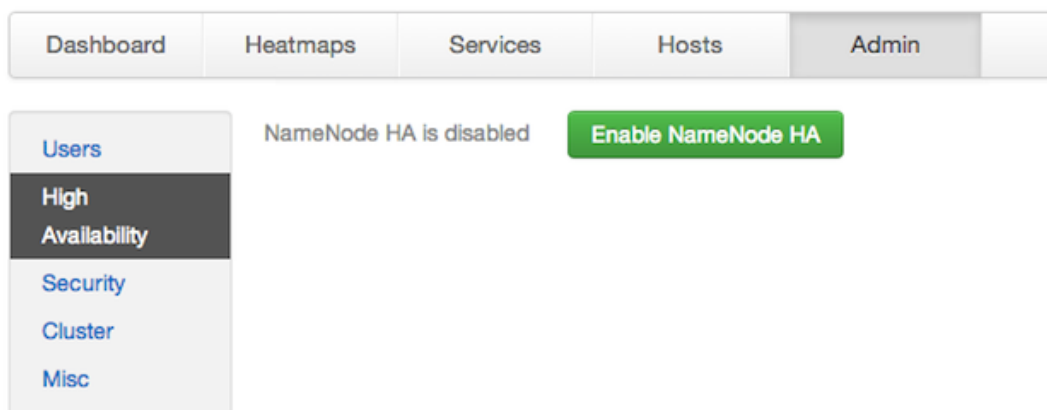 Dashboard Heatmaps Services Hosts Admin
Users
High
Availability
Security
Cluster
Misc
NameNode HA is disabled Enable NameNode HA